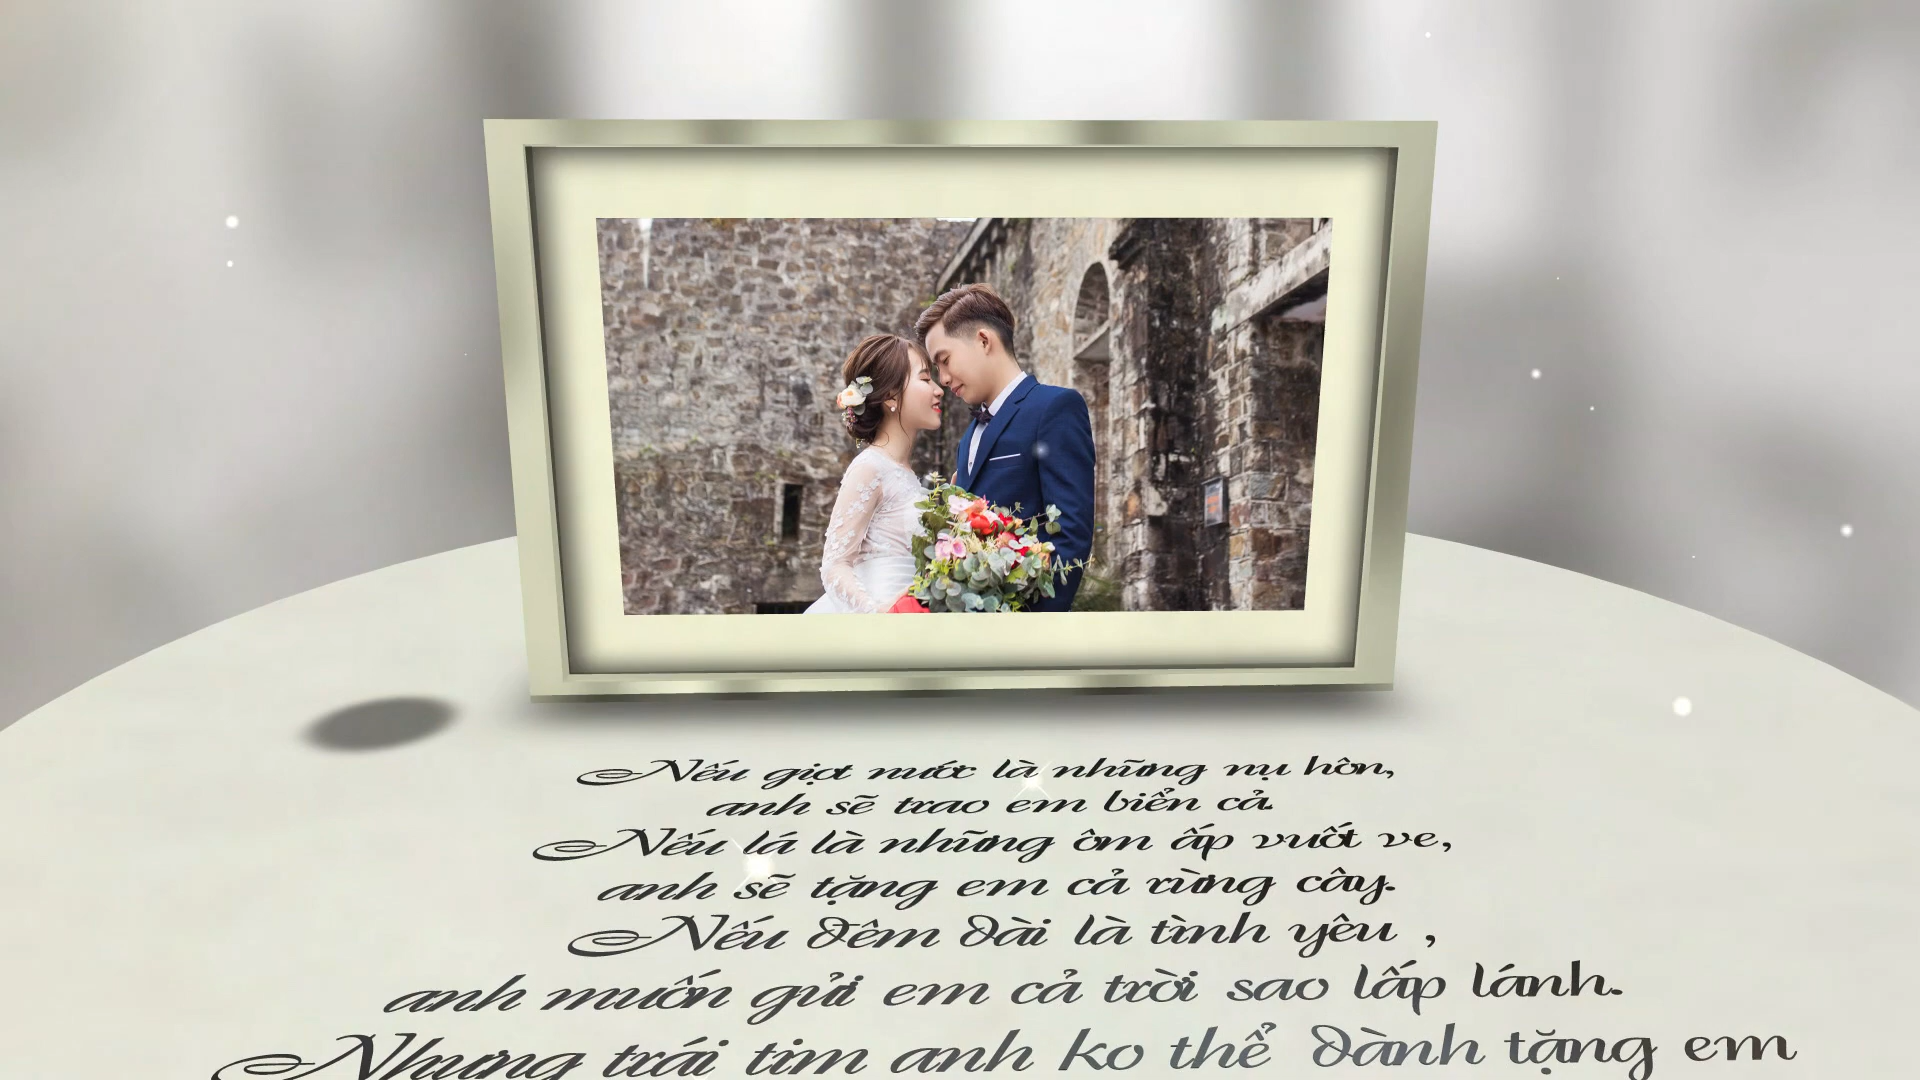 Nếu giọt nước là những nụ hôn,
anh sẽ trao em biển cả.
Nếu lá là những ôm ấp vuốt ve,
anh sẽ tặng em cả rừng cây.
Nếu đêm dài là tình yêu ,
anh muốn gửi em cả trời sao lấp lánh.
Nhưng trái tim anh ko thể dành tặng em